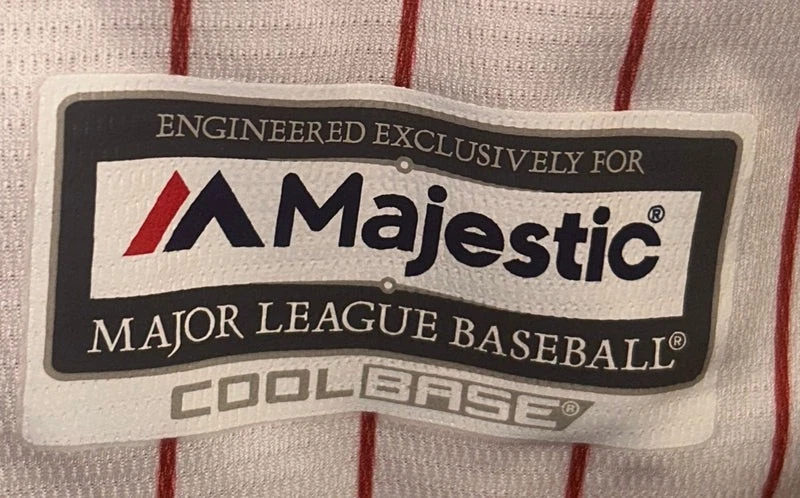 ENGINEERED EXCLUSIVELY FOR
Majestic®
MAJOR LEAGUE BASEBALL®
COOLBASE®